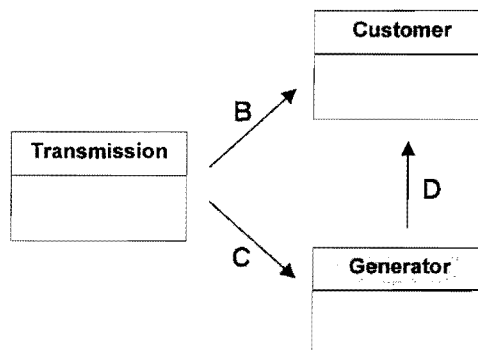 Customer
B
Transmission
D
C
Generator